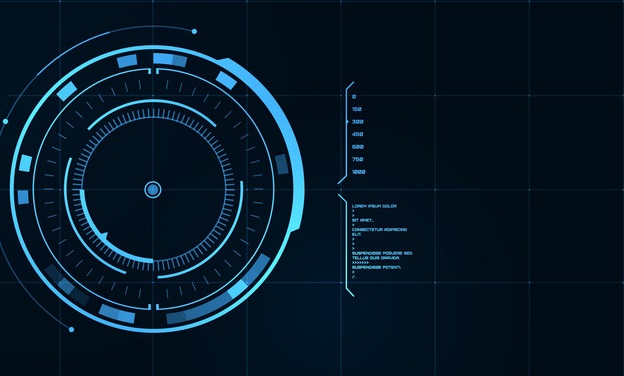 0
150
300
450
600
750
1000
LOREM IPSUM DOLOR
>
SIT AMET,
>
CONSECTETUR ADIPISCING
ELIT.
>
>
>
SUSPENDISSE POSUERE SED
TELLUS QUIS GRAVIDA.
>>>>>>>
SUSPENDISSE POTENTI.
>
/.